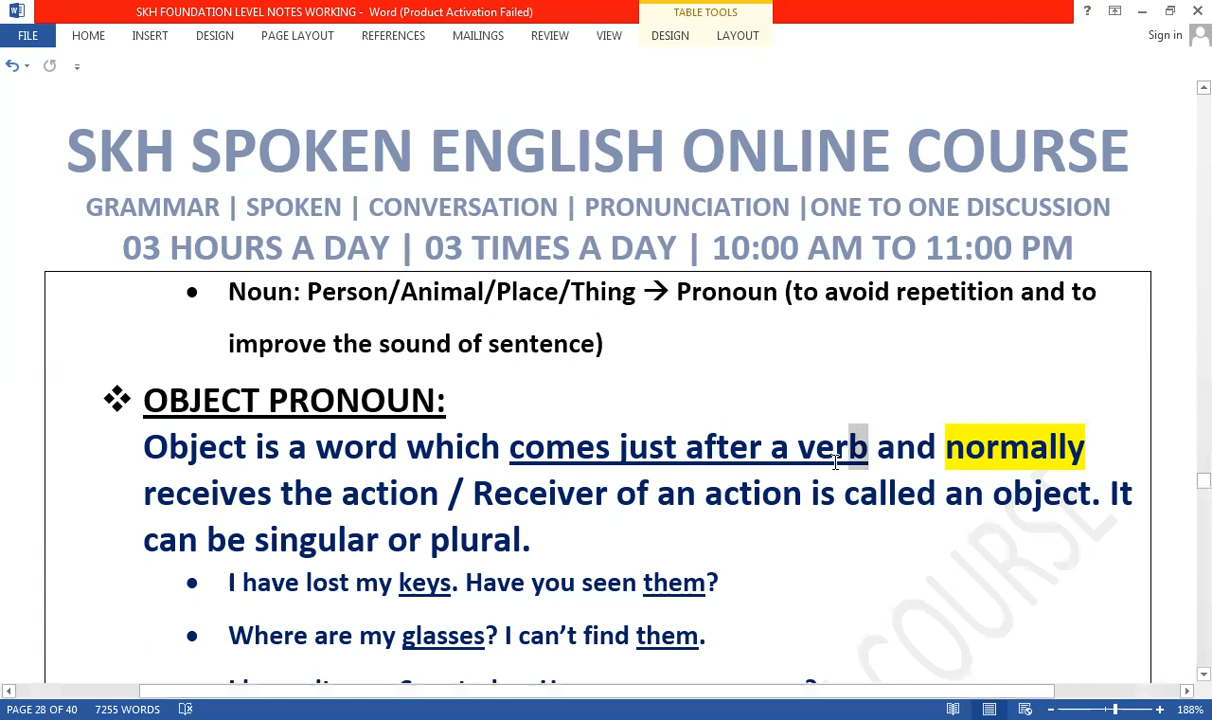 SKH FOUNDATION LEVEL NOTES WORKING - Word (Product Activation Failed)
TABLE TOOLS
?
FILE HOME INSERT DESIGN PAGE LAYOUT REFERENCES MAILINGS REVIEW VIEW DESIGN LAYOUT Sign in
SKH SPOKEN ENGLISH ONLINE COURSE
GRAMMAR | SPOKEN | CONVERSATION | PRONUNCIATION |ONE TO ONE DISCUSSION
03 HOURS A DAY | 03 TIMES A DAY | 10:00 AM TO 11:00 PM
• Noun: Person/Animal/Place/Thing → Pronoun (to avoid repetition and to
improve the sound of sentence)
❖ OBJECT PRONOUN:
Object is a word which comes just after a verb and normally
receives the action / Receiver of an action is called an object. It
can be singular or plural.
• I have lost my keys. Have you seen them?
• Where are my glasses? I can't find them.
COURSE
PAGE 28 OF 40 7255 WORDS 188%